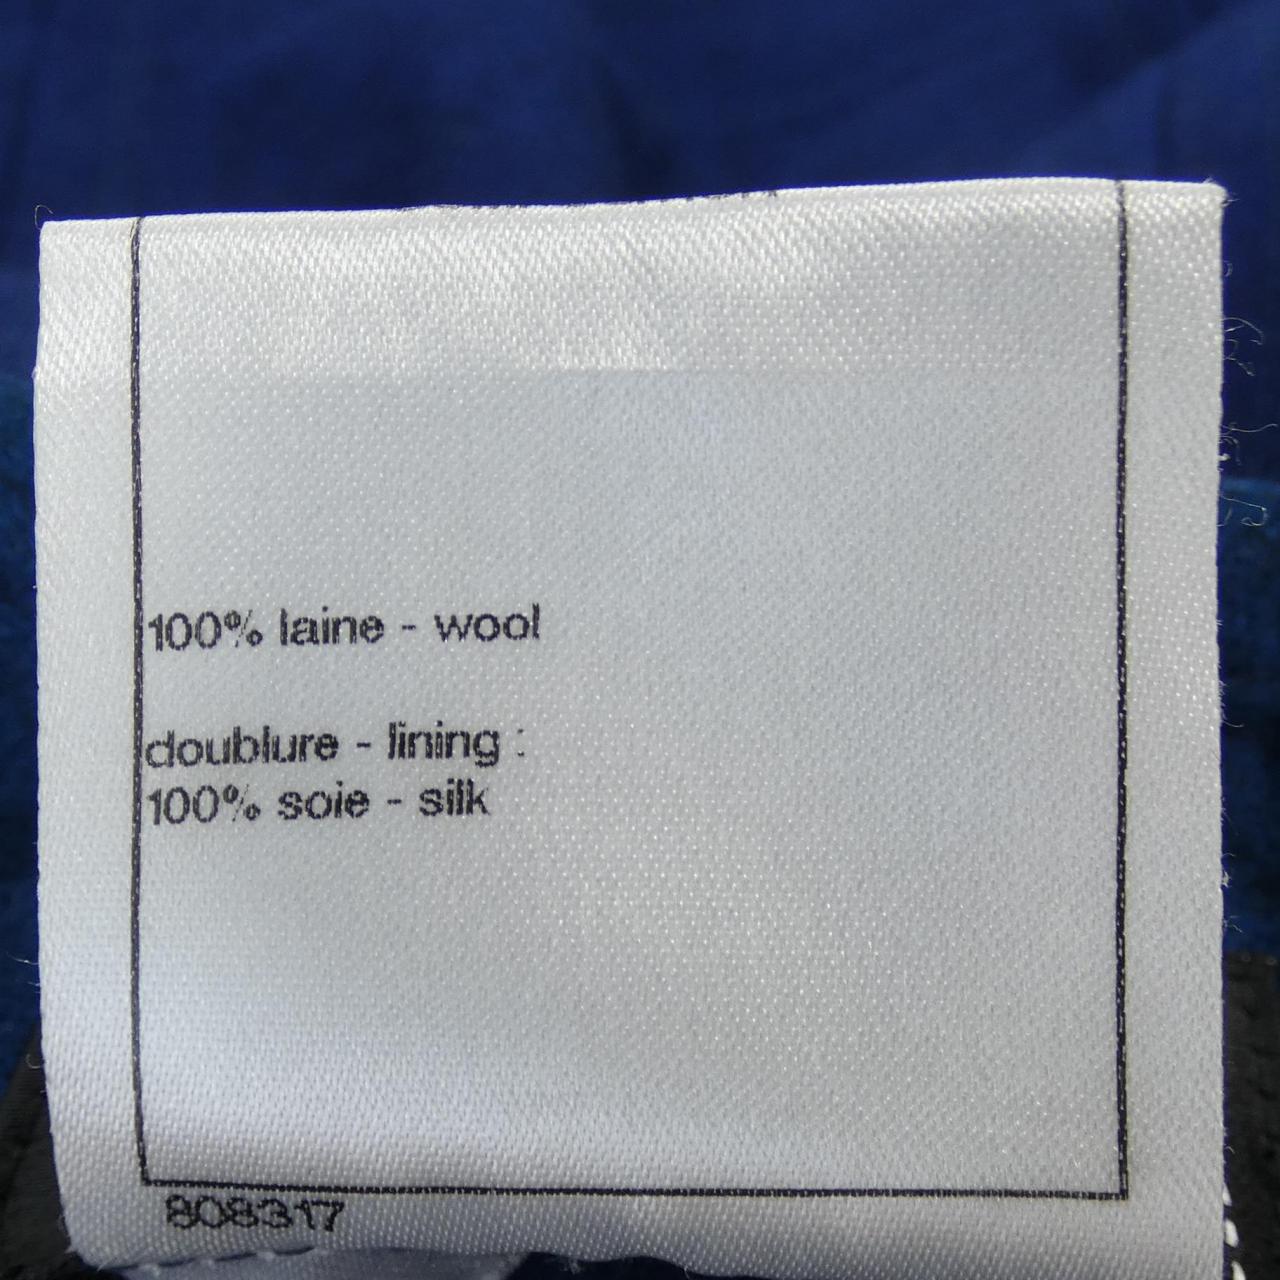 100% laine - wool
doublure - lining :
100% soie - silk
808317